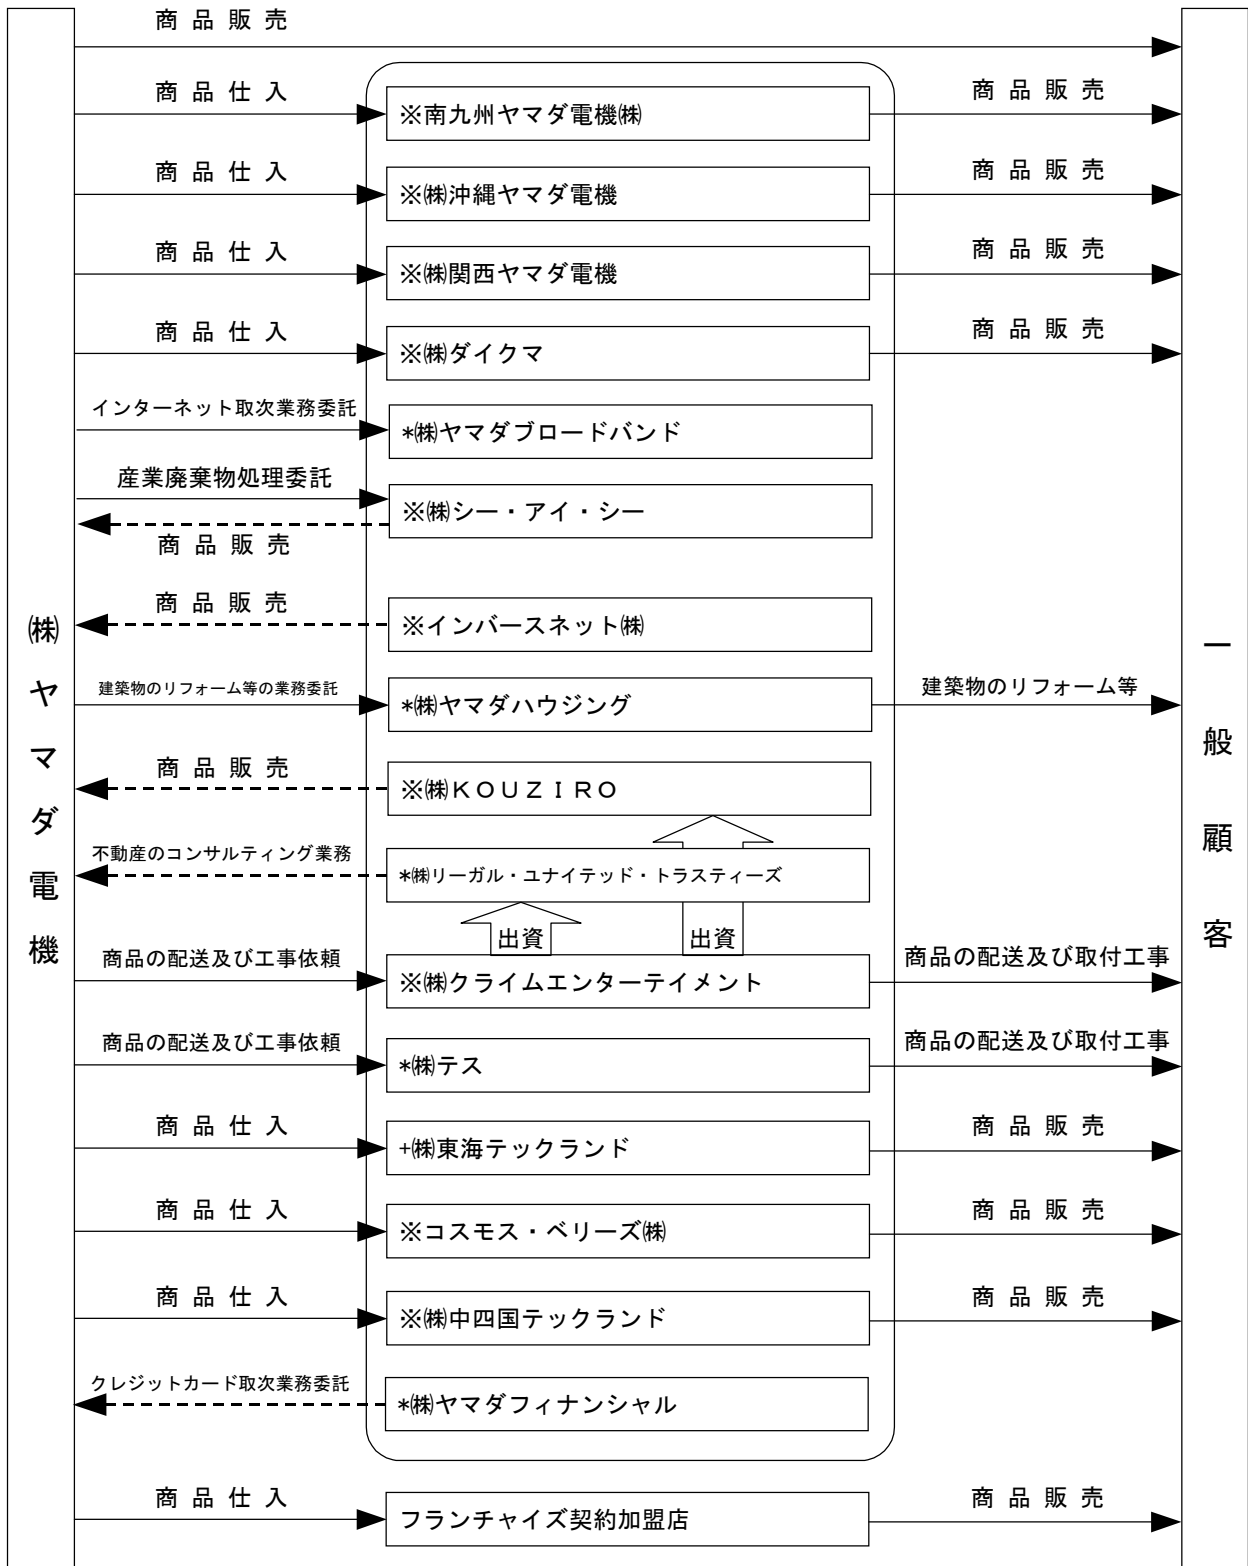 商品販売
商品仕入
※南九州ヤマダ電機㈱
商品販売
商品仕入
※㈱沖縄ヤマダ電機
商品販売
商品仕入
※㈱関西ヤマダ電機
商品販売
商品仕入
※㈱ダイクマ
商品販売
インターネット取次業務委託
*㈱ヤマダブロードバンド
産業廃棄物処理委託
※㈱シー・アイ・シー
商品販売
商品販売
※インバースネット㈱
㈱ヤマダ電機
一般顧客
建築物のリフォーム等の業務委託
*㈱ヤマダハウジング
建築物のリフォーム等
商品販売
※㈱ＫＯＵＺＩＲＯ
不動産のコンサルティング業務
*㈱リーガル・ユナイテッド・トラスティーズ
出資
出資
商品の配送及び工事依頼
※㈱クライムエンターテイメント
商品の配送及び取付工事
商品の配送及び工事依頼
*㈱テス
商品の配送及び取付工事
商品仕入
+㈱東海テックランド
商品販売
商品仕入
※コスモス・ベリーズ㈱
商品販売
商品仕入
※㈱中四国テックランド
商品販売
クレジットカード取次業務委託
*㈱ヤマダフィナンシャル
商品仕入
フランチャイズ契約加盟店
商品販売